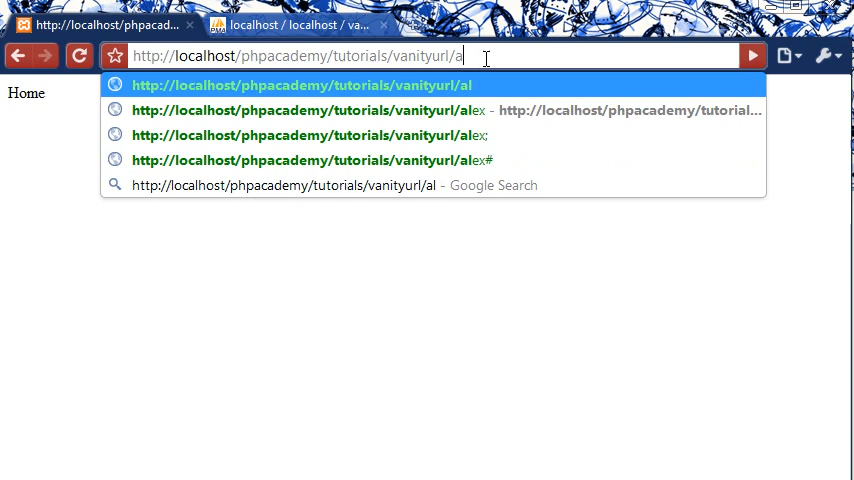 http://localhost/phpacad...
localhost / localhost / va...
http://localhost/phpacademy/tutorials/vanityurl/a
http://localhost/phpacademy/tutorials/vanityurl/al
http://localhost/phpacademy/tutorials/vanityurl/alex - http://localhost/phpacademy/tutorial...
http://localhost/phpacademy/tutorials/vanityurl/alex;
http://localhost/phpacademy/tutorials/vanityurl/alex#
http://localhost/phpacademy/tutorials/vanityurl/al - Google Search
Home